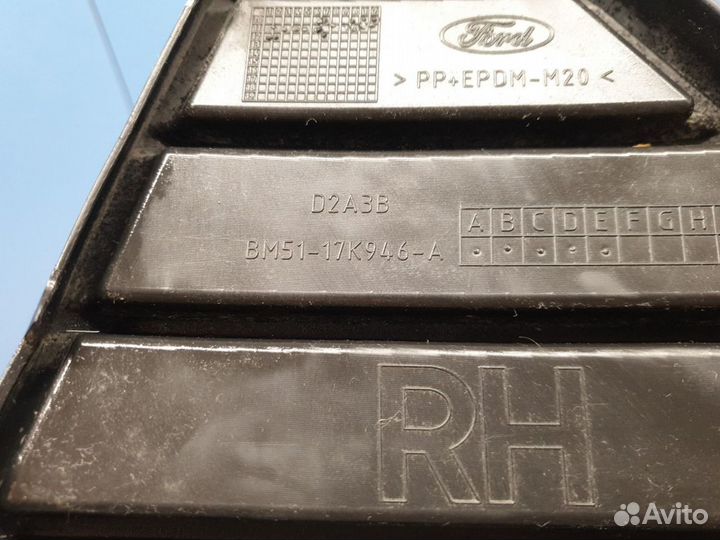 Ford
> PP+EPDM-M20 <
D2A3B
BM51-17K946-A
A B C D E F G H
RH
Avito